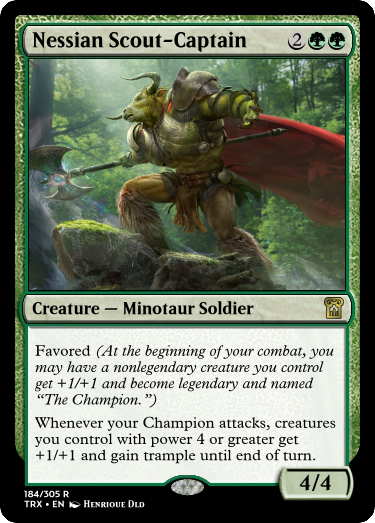 Nessian Scout-Captain 2
Creature — Minotaur Soldier
Favored (At the beginning of your combat, you
may have a nonlegendary creature you control
get +1/+1 and become legendary and named
“The Champion.”)
Whenever your Champion attacks, creatures
you control with power 4 or greater get
+1/+1 and gain trample until end of turn.
4/4
184/305 R
TRX • EN Henrique Dld